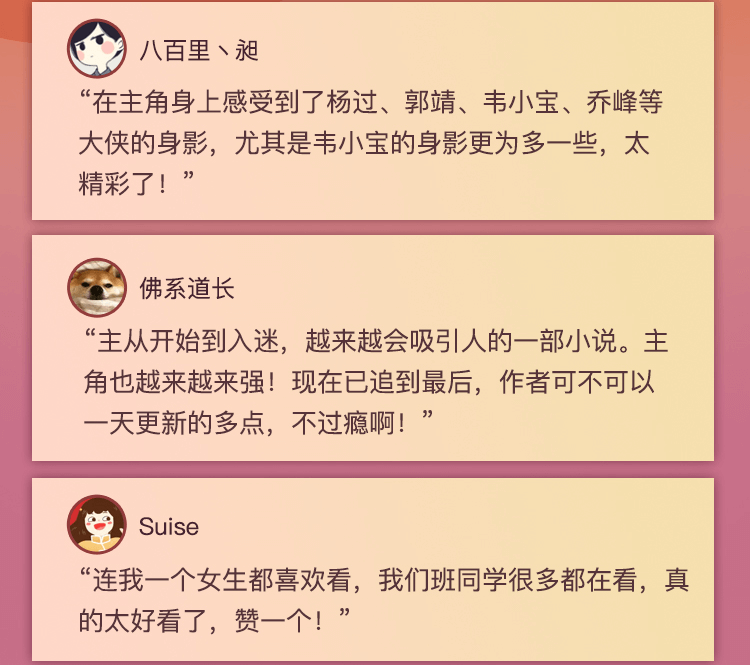 八百里丶昶
“在主角身上感受到了杨过、郭靖、韦小宝、乔峰等
大侠的身影，尤其是韦小宝的身影更为多一些，太
精彩了！”
佛系道长
“主从开始到入迷，越来越会吸引人的一部小说。主
角也越来越来强！现在已追到最后，作者可不可以
一天更新的多点，不过瘾啊！”
Suise
“连我一个女生都喜欢看，我们班同学很多都在看，真
的太好看了，赞一个！”